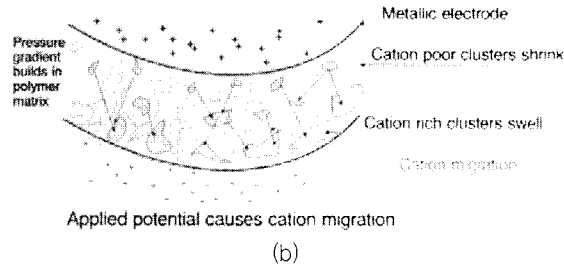 Metallic electrode
Pressure
gradient
builds in
polymer
matrix
Cation poor clusters shrink
Cation rich clusters swell
Cation migration
Applied potential causes cation migration
(b)